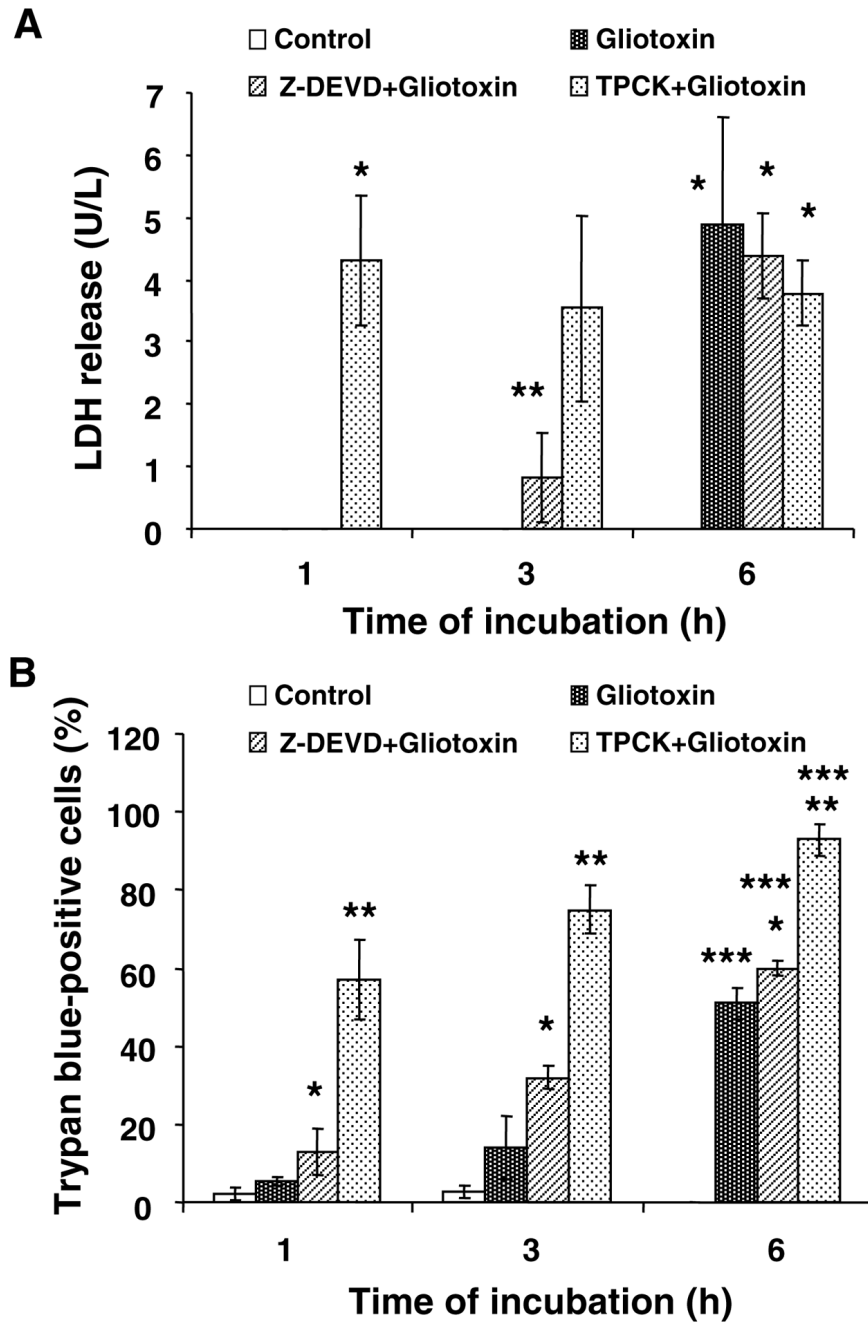 A
Control Gliotoxin
Z-DEVD+Gliotoxin TPCK+Gliotoxin
7
6
5
4
3
2
1
0
LDH release (U/L)
*
**
*
*
*
1 3 6
Time of incubation (h)
B
Control Gliotoxin
Z-DEVD+Gliotoxin TPCK+Gliotoxin
120
100
80
60
40
20
0
Trypan blue-positive cells (%)
*
**
*
**
***
***
*
***
**
1 3 6
Time of incubation (h)